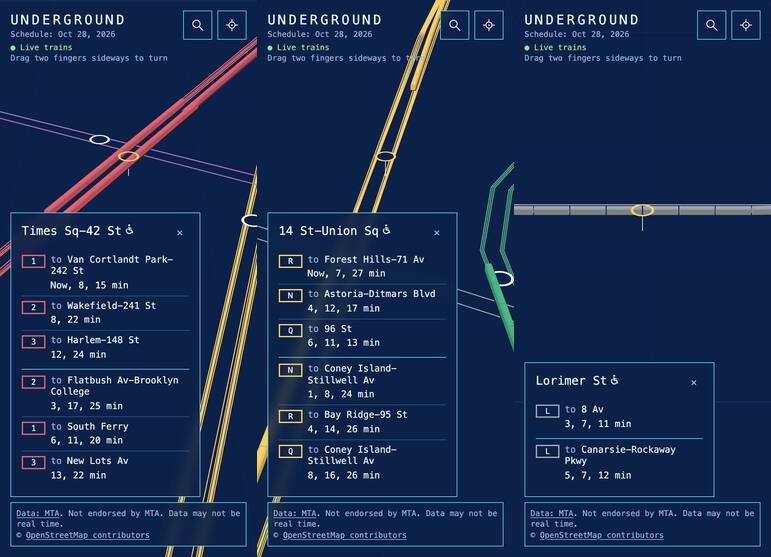 UNDERGROUND
Schedule: Oct 28, 2026
Live trains
Drag two fingers sideways to turn
Times Sq-42 St
×
1 to Van Cortlandt Park-
242 St
Now, 8, 15 min
2 to Wakefield-241 St
8, 22 min
3 to Harlem-148 St
12, 24 min
2 to Flatbush Av-Brooklyn
College
3, 17, 25 min
1 to South Ferry
6, 11, 20 min
3 to New Lots Av
13, 22 min
Data: MTA. Not endorsed by MTA. Data may not be
real time.
© OpenStreetMap contributors
UNDERGROUND
Schedule: Oct 28, 2026
Live trains
Drag two fingers sideways to turn
14 St-Union Sq
×
R to Forest Hills-71 Av
Now, 7, 27 min
N to Astoria-Ditmars Blvd
4, 12, 17 min
Q to 96 St
6, 11, 13 min
N to Coney Island-
Stillwell Av
1, 8, 24 min
R to Bay Ridge-95 St
4, 14, 26 min
Q to Coney Island-
Stillwell Av
8, 16, 26 min
Data: MTA. Not endorsed by MTA. Data may not be
real time.
© OpenStreetMap contributors
UNDERGROUND
Schedule: Oct 28, 2026
Live trains
Drag two fingers sideways to turn
Lorimer St
×
L to 8 Av
3, 7, 11 min
L to Canarsie-Rockaway
Pkwy
5, 7, 12 min
Data: MTA. Not endorsed by MTA. Data may not be
real time.
© OpenStreetMap contributors